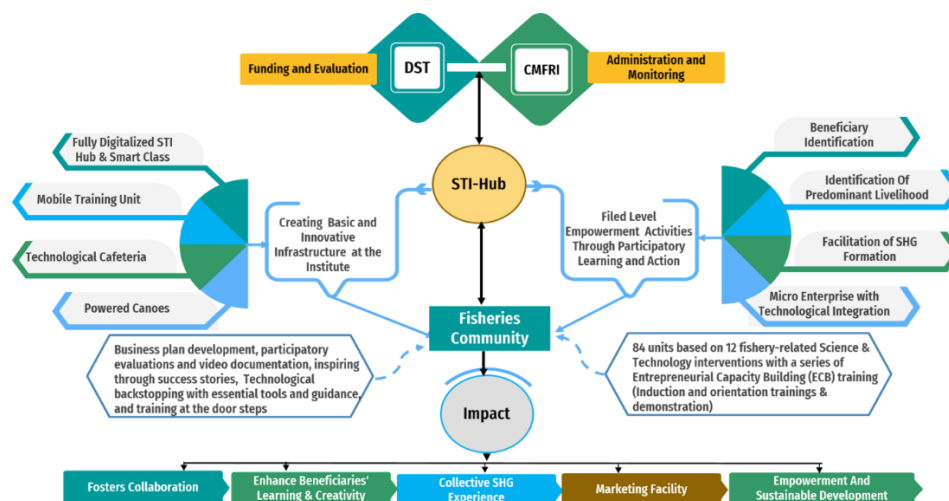 Funding and Evaluation
DST
CMFRI
Administration and
Monitoring
Fully Digitalized STI
Hub & Smart Class
Mobile Training Unit
Technological Cafeteria
Powered Canoes
Creating Basic and
Innovative
Infrastructure at the
Institute
STI-Hub
Filed Level
Empowerment Activities
Through Participatory
Learning and Action
Beneficiary
Identification
Identification Of
Predominant Livelihood
Facilitation of SHG
Formation
Micro Enterprise with
Technological Integration
Fisheries
Community
Business plan development, participatory
evaluations and video documentation, inspiring
through success stories, Technological
backstopping with essential tools and guidance,
and training at the door steps
84 units based on 12 fishery-related Science &
Technology interventions with a series of
Entrepreneurial Capacity Building (ECB) training
(Induction and orientation trainings &
demonstration)
Impact
Fosters Collaboration
Enhance Beneficiaries'
Learning & Creativity
Collective SHG
Experience
Marketing Facility
Empowerment And
Sustainable Development